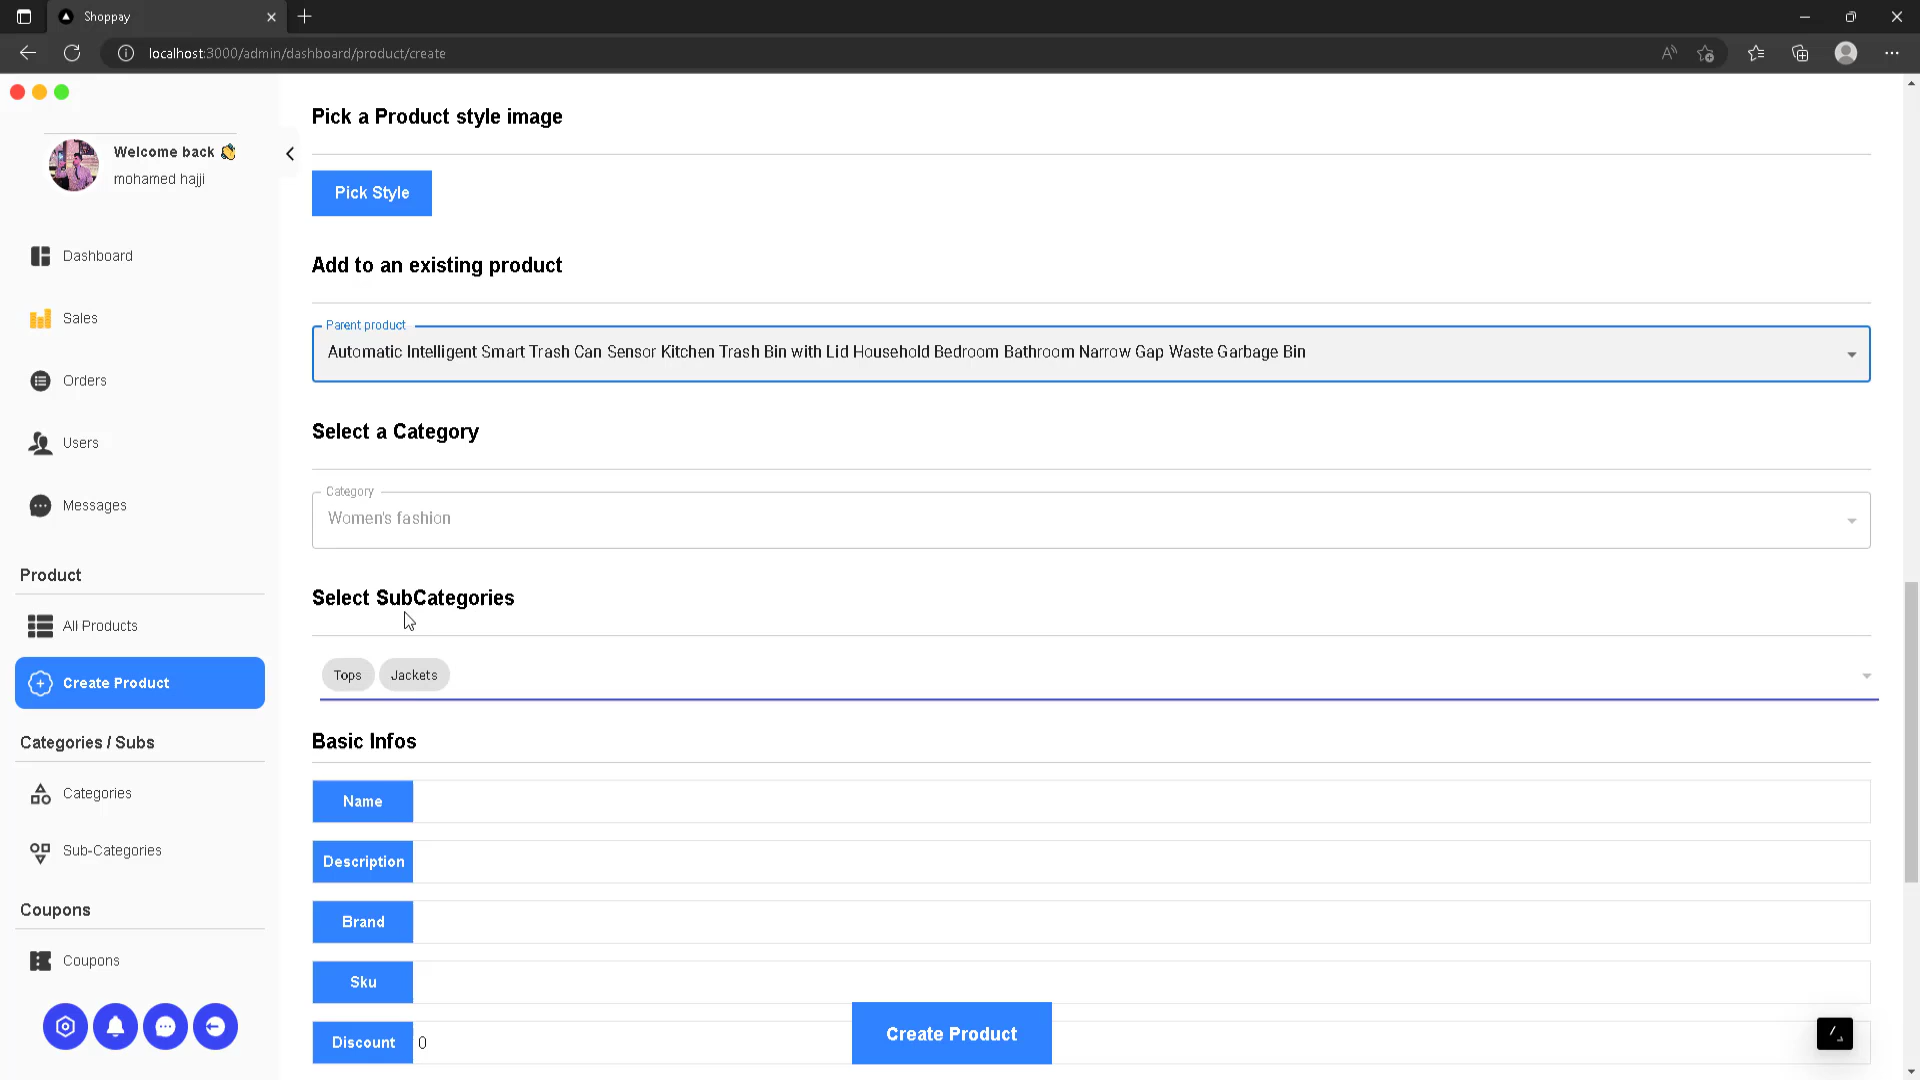 Shoppay
localhost:3000/admin/dashboard/product/create
Welcome back
mohamed hajji
Dashboard
Sales
Orders
Users
Messages
Product
All Products
Create Product
Categories / Subs
Categories
Sub-Categories
Coupons
Coupons
Pick a Product style image
Pick Style
Add to an existing product
Parent product
Automatic Intelligent Smart Trash Can Sensor Kitchen Trash Bin with Lid Household Bedroom Bathroom Narrow Gap Waste Garbage Bin
Select a Category
Category
Women's fashion
Select SubCategories
Tops Jackets
Basic Infos
Name
Description
Brand
Sku
Discount 0
Create Product